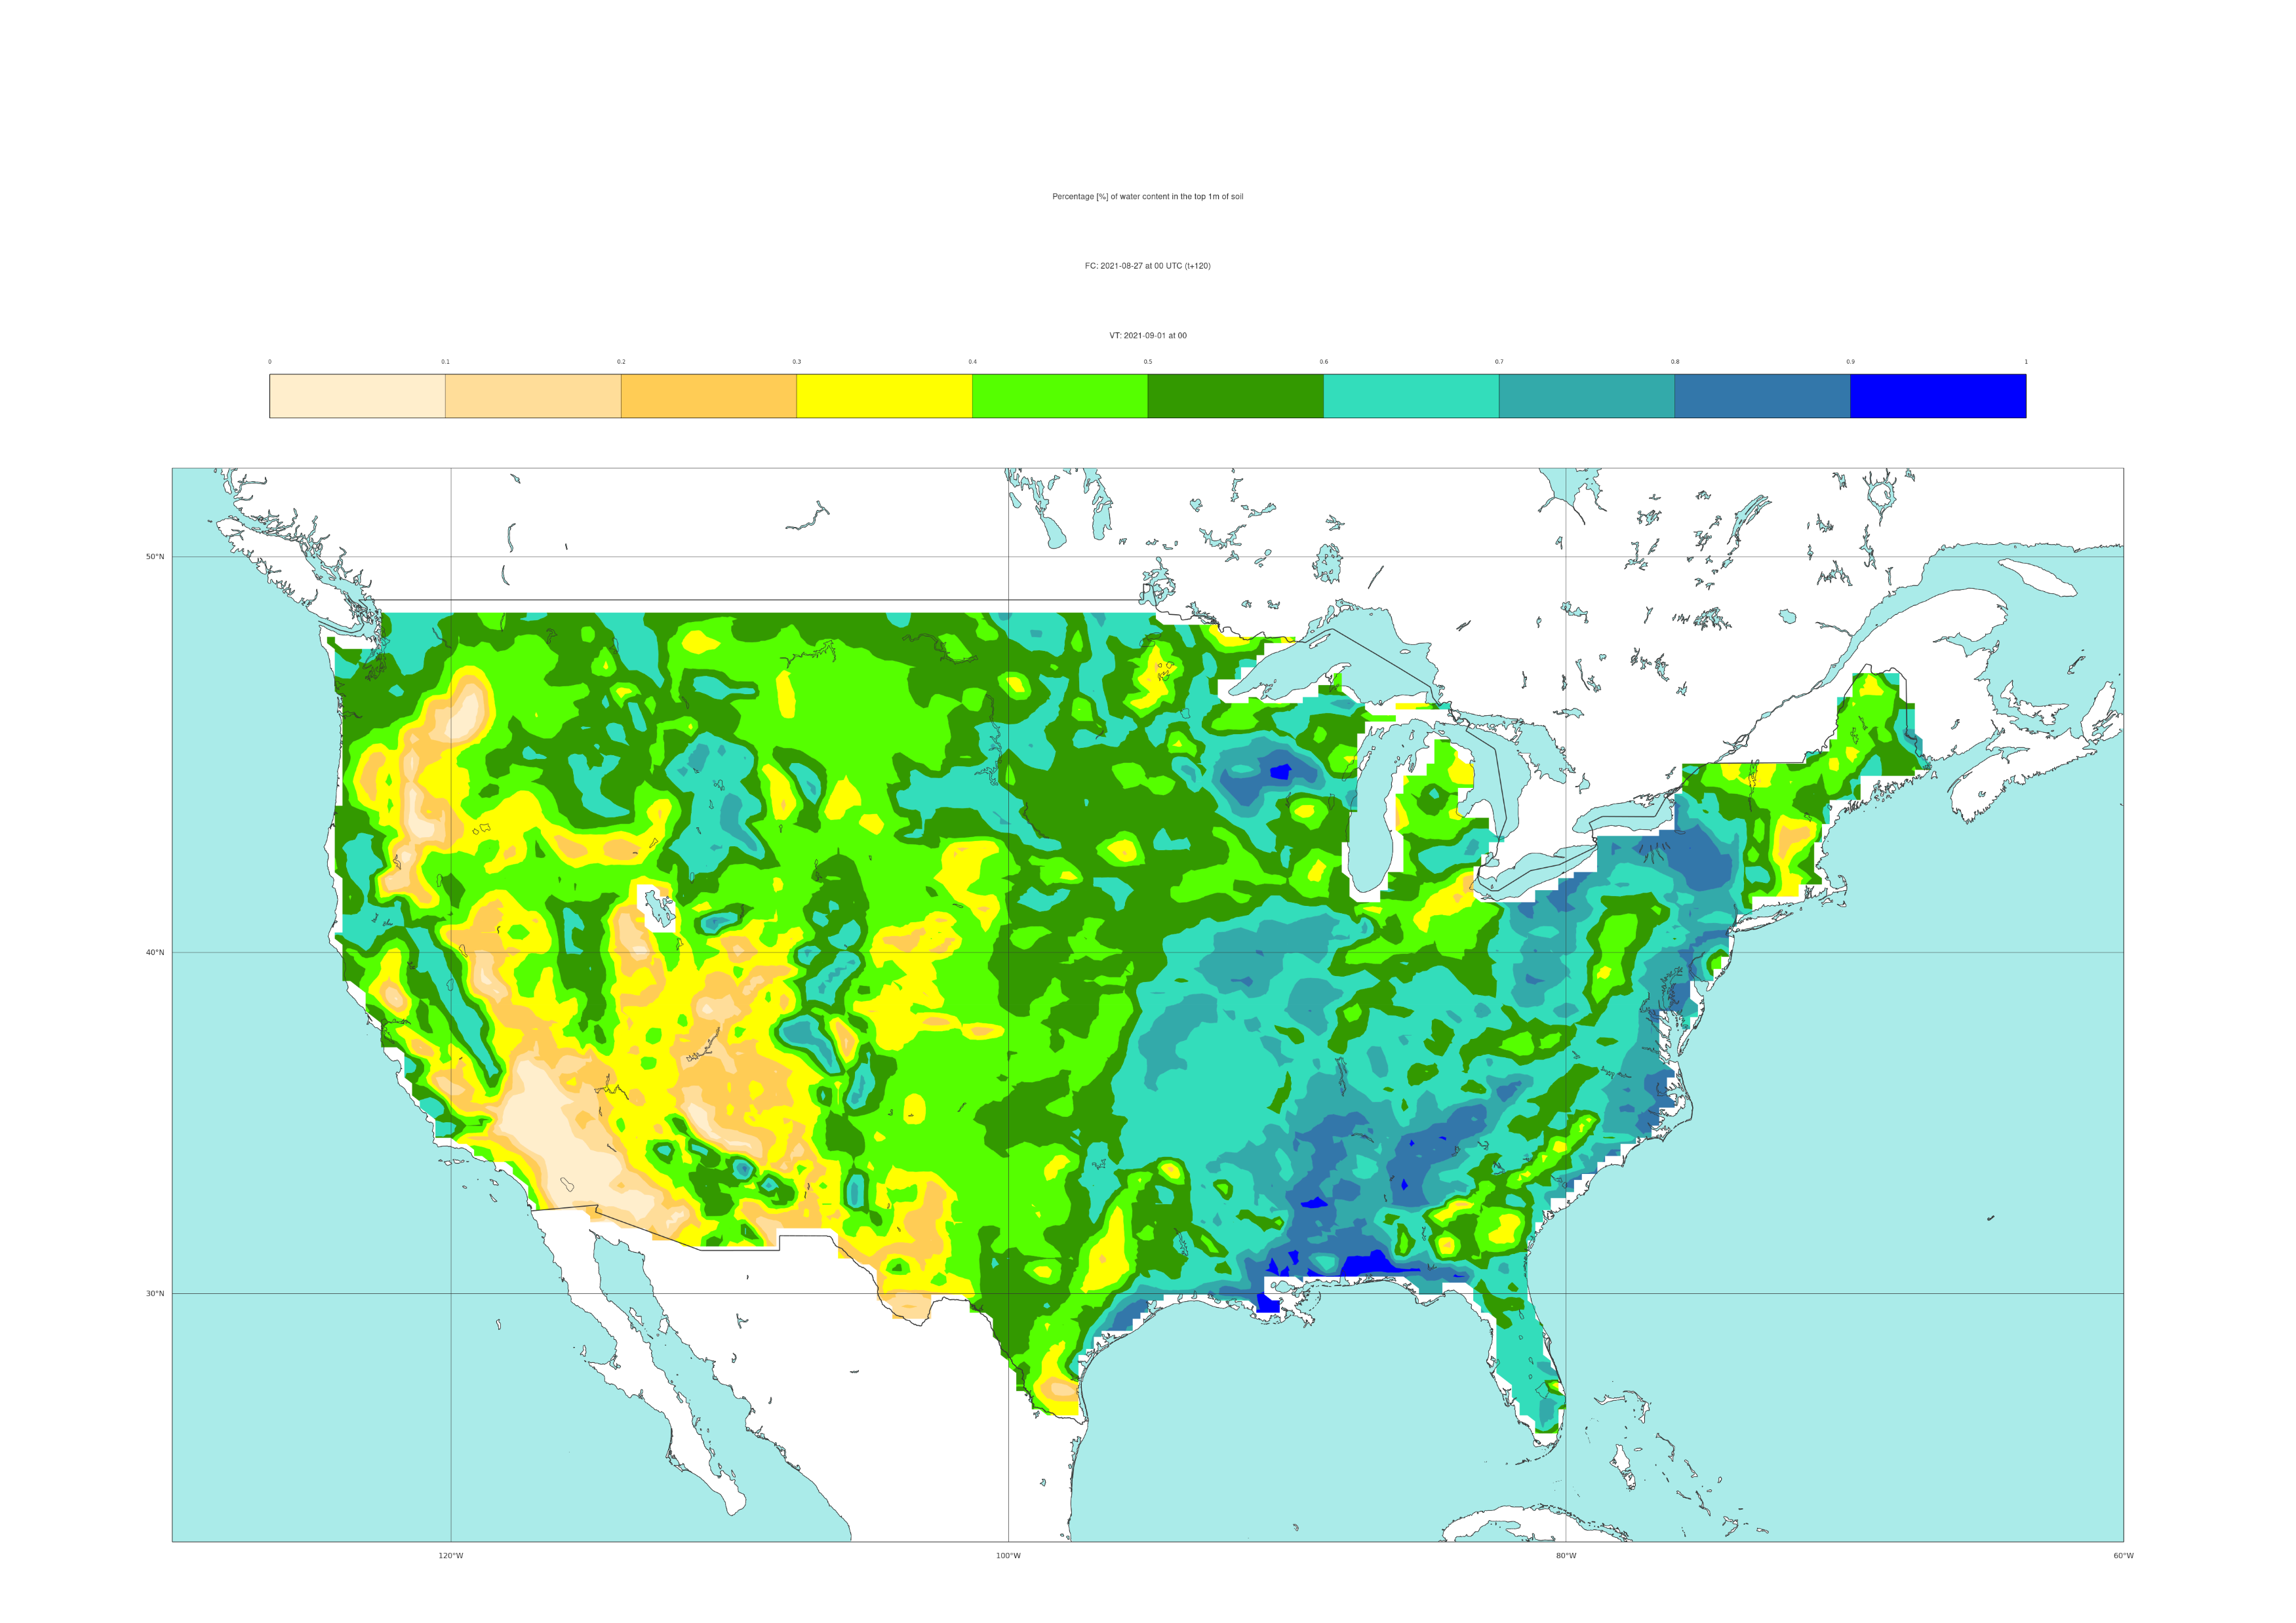 Percentage [%] of water content in the top 1m of soil
FC: 2021-08-27 at 00 UTC (t+120)
VT: 2021-09-01 at 00
0 0.1 0.2 0.3 0.4 0.5 0.6 0.7 0.8 0.9 1
50°N
40°N
30°N
120°W 100°W 80°W 60°W